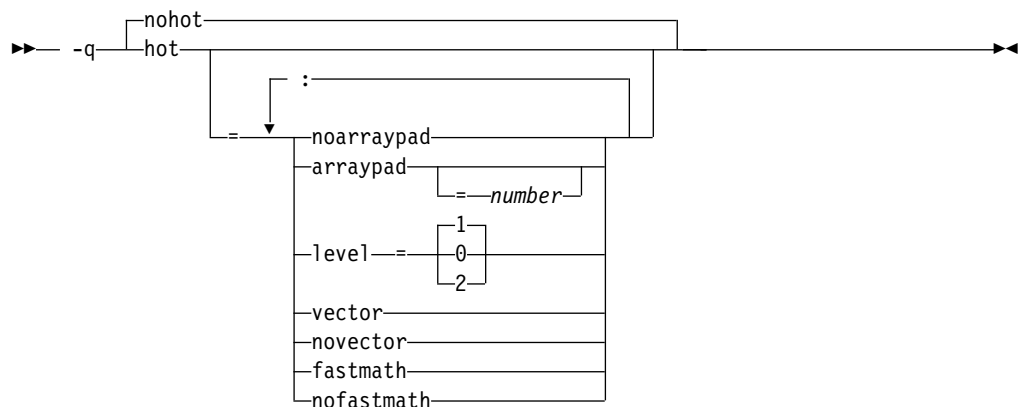 nohot
-q hot
:
= noarraypad
arraypad
= number
1
level = 0
2
vector
novector
fastmath
nofastmath